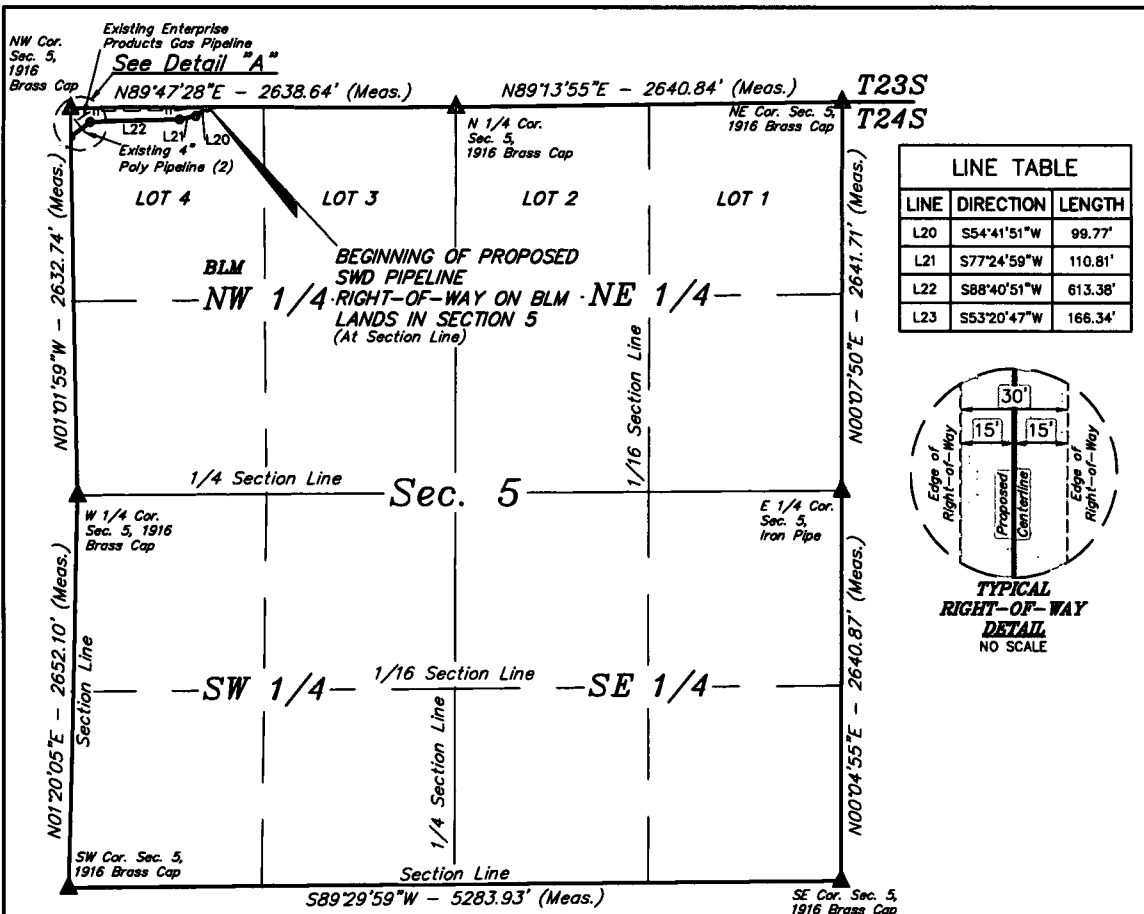 NW Cor.
Sec. 5,
1916
Brass Cap
Existing Enterprise
Products Gas Pipeline
See Detail "A"
N89°47'28"E - 2638.64' (Meas.)
N89°13'55"E - 2640.84' (Meas.)
T23S
T24S
N 1/4 Cor.
Sec. 5,
1916 Brass Cap
NE Cor. Sec. 5,
1916 Brass Cap
L22
L21
L20
Existing 4"
Poly Pipeline (2)
LOT 4
LOT 3
LOT 2
LOT 1
BEGINNING OF PROPOSED
SWD PIPELINE
RIGHT-OF-WAY ON BLM
LANDS IN SECTION 5
(At Section Line)
BLM
NW 1/4
NE 1/4
N01°01'59"W - 2632.74' (Meas.)
N00°07'50"E - 2641.71' (Meas.)
1/16 Section Line
1/4 Section Line
Sec. 5
W 1/4 Cor.
Sec. 5, 1916
Brass Cap
E 1/4 Cor.
Sec. 5,
Iron Pipe
N01°20'05"E - 2652.10' (Meas.)
Section Line
SW 1/4
1/16 Section Line
SE 1/4
1/4 Section Line
N00°04'55"E - 2640.87' (Meas.)
SW Cor. Sec. 5,
1916 Brass Cap
Section Line
S89°29'59"W - 5283.93' (Meas.)
SE Cor. Sec. 5,
1916 Brass Cap
LINE TABLE
LINE DIRECTION LENGTH
L20 S54°41'51"W 99.77'
L21 S77°24'59"W 110.81'
L22 S88°40'51"W 613.38'
L23 S53°20'47"W 166.34'
30'
15' 15'
Edge of
Right-of-Way
Proposed
Centerline
Edge of
Right-of-Way
TYPICAL
RIGHT-OF-WAY
DETAIL
NO SCALE